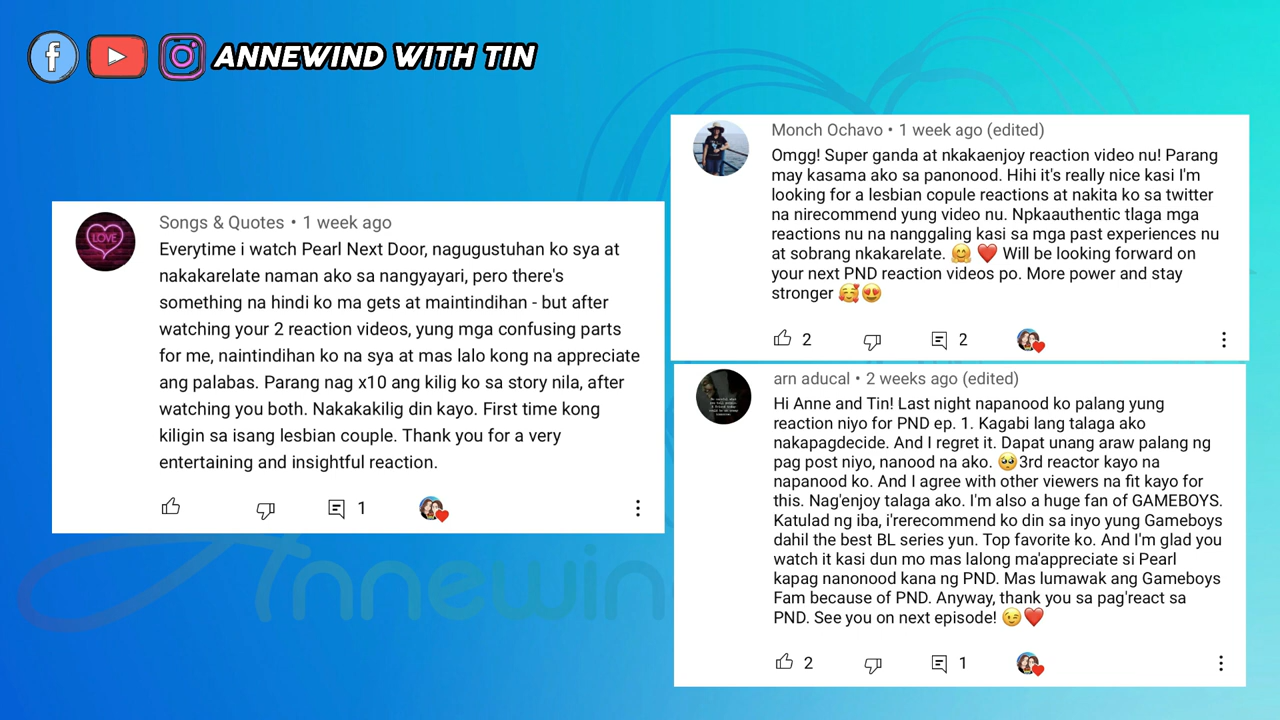 ANNEWIND WITH TIN
Songs & Quotes • 1 week ago
Everytime i watch Pearl Next Door, nagugustuhan ko sya at
nakakarelate naman ako sa nangyayari, pero there's
something na hindi ko ma gets at maintindihan - but after
watching your 2 reaction videos, yung mga confusing parts
for me, naintindihan ko na sya at mas lalo kong na appreciate
ang palabas. Parang nag x10 ang kilig ko sa story nila, after
watching you both. Nakakakilig din kayo. First time kong
kiligin sa isang lesbian couple. Thank you for a very
entertaining and insightful reaction.
1
Monch Ochavo • 1 week ago (edited)
Omgg! Super ganda at nkakaenjoy reaction video nu! Parang
may kasama ako sa panonood. Hihi it's really nice kasi I'm
looking for a lesbian copule reactions at nakita ko sa twitter
na nirecommend yung video nu. Npkaauthentic tlaga mga
reactions nu na nanggaling kasi sa mga past experiences nu
at sobrang nkakarelate. 🤗 ❤️ Will be looking forward on
your next PND reaction videos po. More power and stay
stronger 🥰😍
2 2
arn aducal • 2 weeks ago (edited)
Hi Anne and Tin! Last night napanood ko palang yung
reaction niyo for PND ep. 1. Kagabi lang talaga ako
nakapagdecide. And I regret it. Dapat unang araw palang ng
pag post niyo, nanood na ako. 🥺3rd reactor kayo na
napanood ko. And I agree with other viewers na fit kayo for
this. Nag'enjoy talaga ako. I'm also a huge fan of GAMEBOYS.
Katulad ng iba, i'rerecommend ko din sa inyo yung Gameboys
dahil the best BL series yun. Top favorite ko. And I'm glad you
watch it kasi dun mo mas lalong ma'appreciate si Pearl
kapag nanonood kana ng PND. Mas lumawak ang Gameboys
Fam because of PND. Anyway, thank you sa pag'react sa
PND. See you on next episode! 😉❤️
2 1
Annewin
LOVE